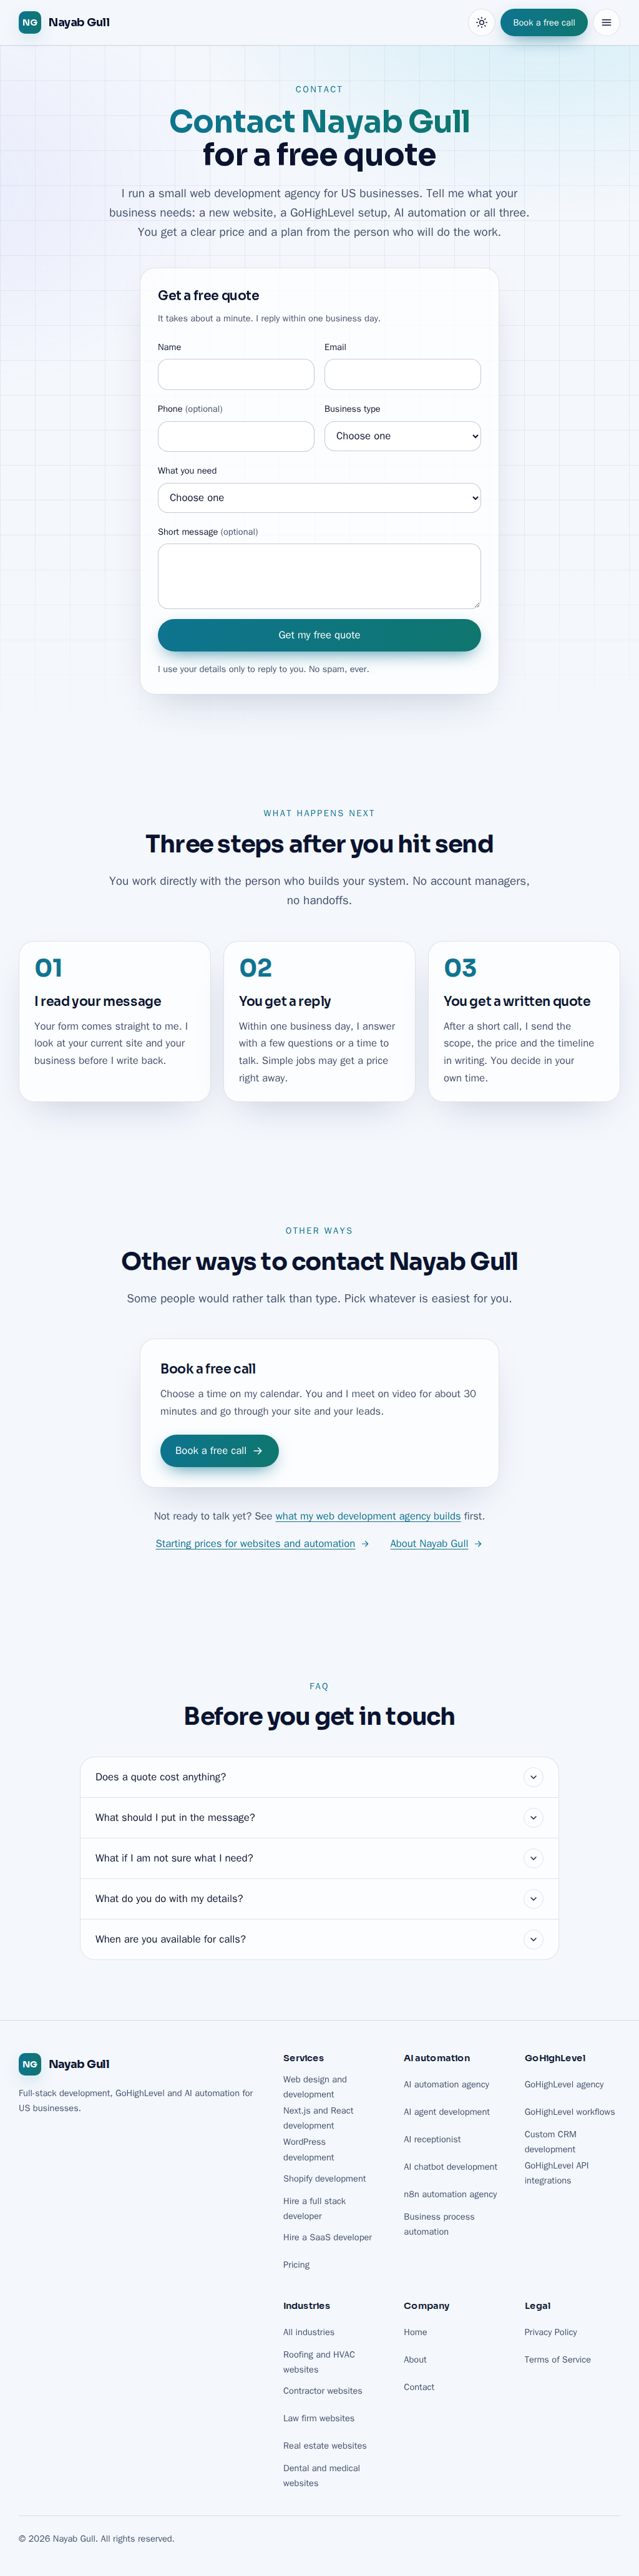 NG Nayab Gull
Book a free call
CONTACT
Contact Nayab Gull
for a free quote
I run a small web development agency for US businesses. Tell me what your
business needs: a new website, a GoHighLevel setup, AI automation or all three.
You get a clear price and a plan from the person who will do the work.
Get a free quote
It takes about a minute. I reply within one business day.
Name
Email
Phone (optional)
Business type
Choose one
What you need
Choose one
Short message (optional)
Get my free quote
I use your details only to reply to you. No spam, ever.
WHAT HAPPENS NEXT
Three steps after you hit send
You work directly with the person who builds your system. No account managers,
no handoffs.
01
I read your message
Your form comes straight to me. I
look at your current site and your
business before I write back.
02
You get a reply
Within one business day, I answer
with a few questions or a time to
talk. Simple jobs may get a price
right away.
03
You get a written quote
After a short call, I send the
scope, the price and the timeline
in writing. You decide in your
own time.
OTHER WAYS
Other ways to contact Nayab Gull
Some people would rather talk than type. Pick whatever is easiest for you.
Book a free call
Choose a time on my calendar. You and I meet on video for about 30
minutes and go through your site and your leads.
Book a free call →
Not ready to talk yet? See what my web development agency builds first.
Starting prices for websites and automation → About Nayab Gull →
FAQ
Before you get in touch
Does a quote cost anything?
What should I put in the message?
What if I am not sure what I need?
What do you do with my details?
When are you available for calls?
NG Nayab Gull
Full-stack development, GoHighLevel and AI automation for
US businesses.
Services
Web design and
development
Next.js and React
development
WordPress
development
Shopify development
Hire a full stack
developer
Hire a SaaS developer
Pricing
AI automation
AI automation agency
AI agent development
AI receptionist
AI chatbot development
n8n automation agency
Business process
automation
GoHighLevel
GoHighLevel agency
GoHighLevel workflows
Custom CRM
development
GoHighLevel API
integrations
Industries
All industries
Roofing and HVAC
websites
Contractor websites
Law firm websites
Real estate websites
Dental and medical
websites
Company
Home
About
Contact
Legal
Privacy Policy
Terms of Service
© 2026 Nayab Gull. All rights reserved.